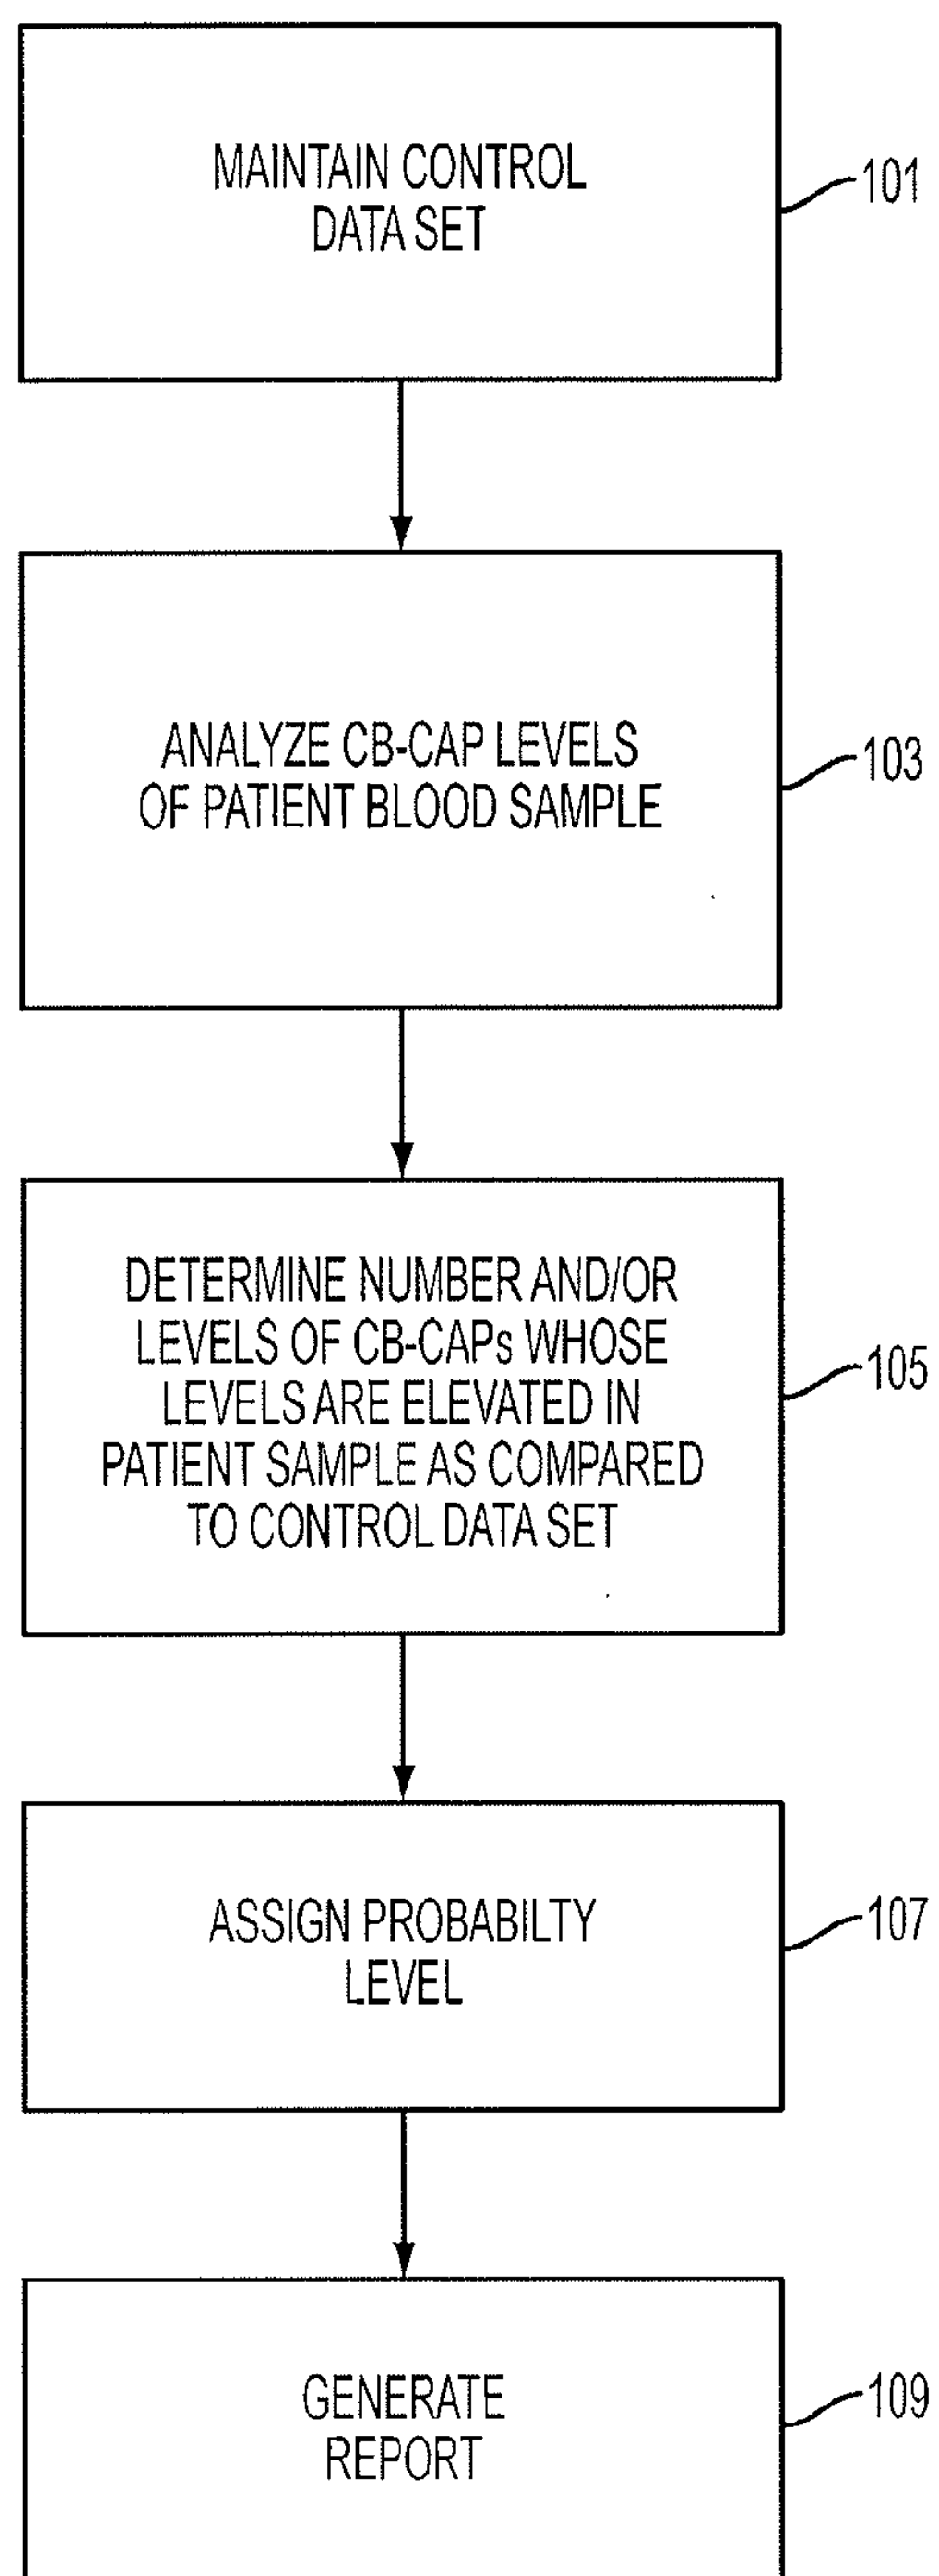 MAINTAIN CONTROL
DATA SET
101
ANALYZE CB-CAP LEVELS
OF PATIENT BLOOD SAMPLE
103
DETERMINE NUMBER AND/OR
LEVELS OF CB-CAPs WHOSE
LEVELS ARE ELEVATED IN
PATIENT SAMPLE AS COMPARED
TO CONTROL DATA SET
105
ASSIGN PROBABILTY
LEVEL
107
GENERATE
REPORT
109